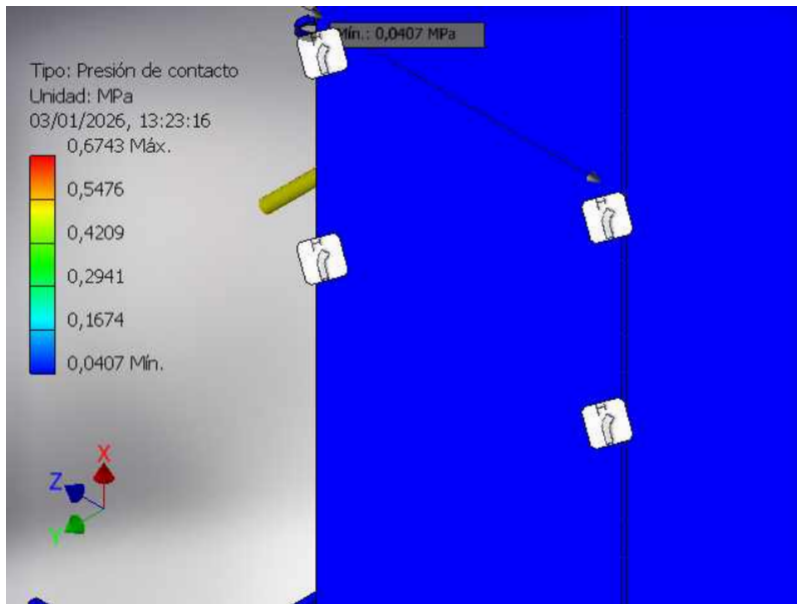 Mín.: 0,0407 MPa
Tipo: Presión de contacto
Unidad: MPa
03/01/2026, 13:23:16
0,6743 Máx.
0,5476
0,4209
0,2941
0,1674
0,0407 Mín.
X
Z
Y